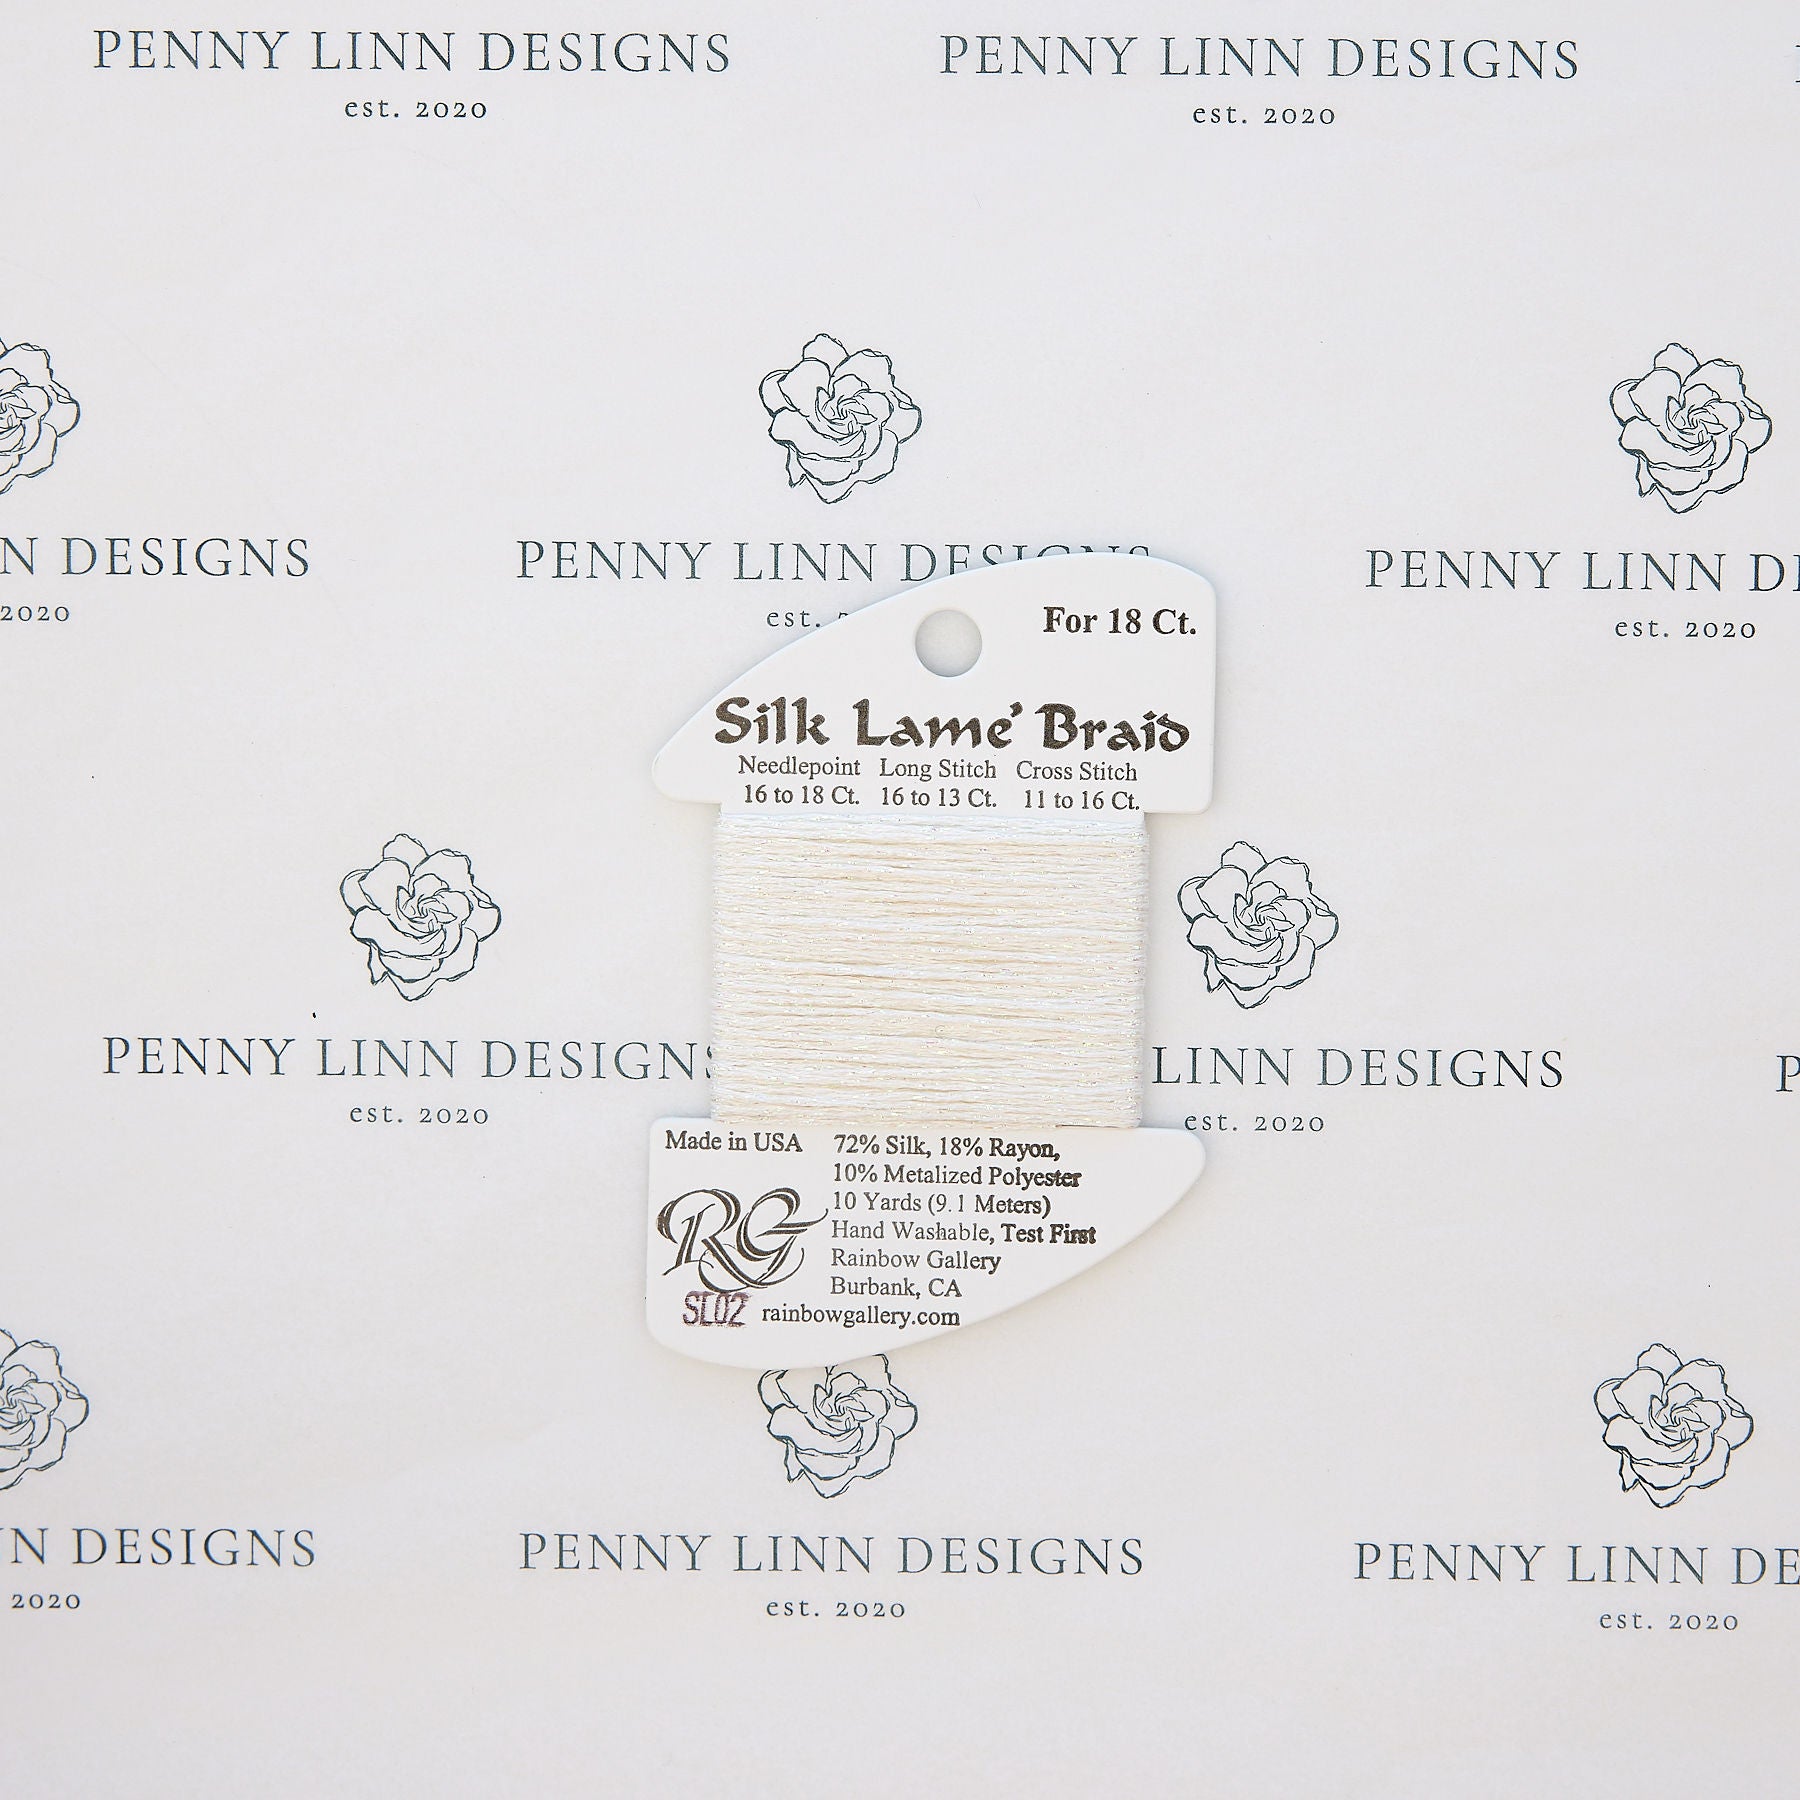 PENNY LINN DESIGNS
est. 2020
PENNY LINN DESIGNS
est. 2020
N DESIGNS
2020
PENNY LINN DESIGNS
est.
PENNY LINN DE
est. 2020
For 18 Ct.
Silk Lame' Braid
Needlepoint Long Stitch Cross Stitch
16 to 18 Ct. 16 to 13 Ct. 11 to 16 Ct.
PENNY LINN DESIGNS
est. 2020
LINN DESIGNS
est. 2020
P
Made in USA
72% Silk, 18% Rayon,
10% Metalized Polyester
10 Yards (9.1 Meters)
Hand Washable, Test First
Rainbow Gallery
Burbank, CA
RG
SL02
rainbowgallery.com
N DESIGNS
2020
PENNY LINN DESIGNS
est. 2020
PENNY LINN DE
est. 2020